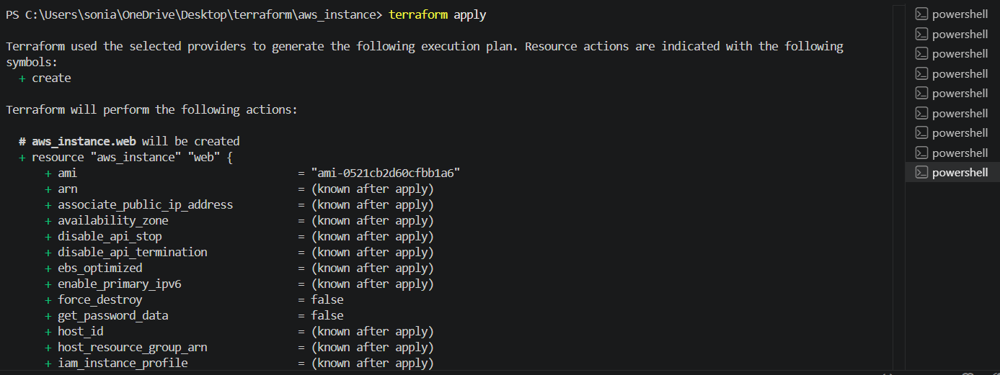 PS C:\Users\sonia\OneDrive\Desktop\terraform\aws_instance> terraform apply
Terraform used the selected providers to generate the following execution plan. Resource actions are indicated with the following
symbols:
+ create
Terraform will perform the following actions:
# aws_instance.web will be created
+ resource "aws_instance" "web" {
+ ami = "ami-0521cb2d60cfbb1a6"
+ arn = (known after apply)
+ associate_public_ip_address = (known after apply)
+ availability_zone = (known after apply)
+ disable_api_stop = (known after apply)
+ disable_api_termination = (known after apply)
+ ebs_optimized = (known after apply)
+ enable_primary_ipv6 = (known after apply)
+ force_destroy = false
+ get_password_data = false
+ host_id = (known after apply)
+ host_resource_group_arn = (known after apply)
+ iam_instance_profile = (known after apply)
powershell
powershell
powershell
powershell
powershell
powershell
powershell
powershell
powershell